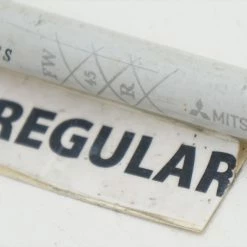 S
FW 45 R
MITS
REGULAR